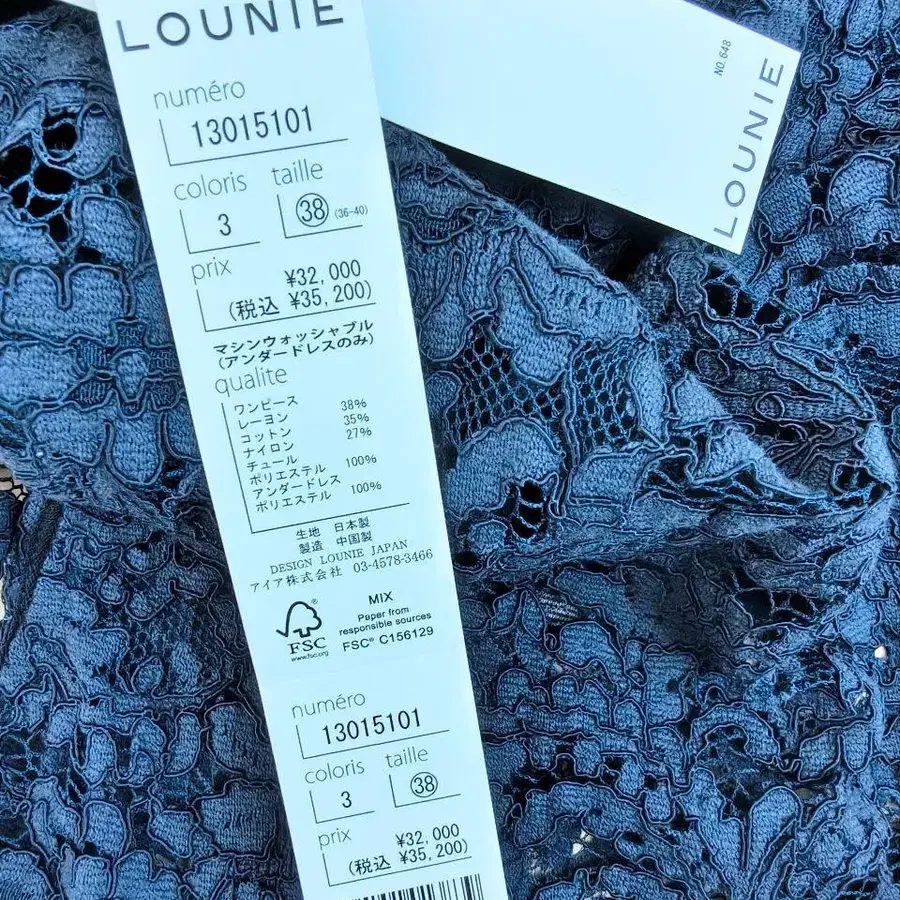 LOUNIE
numéro
13015101
coloris taille
3 38 (36-40)
prix
¥32,000
(税込 ¥35,200)
マシンウォッシャブル
(アンダードレスのみ)
qualite
ワンピース
レーヨン 38%
コットン 35%
ナイロン 27%
チュール
ポリエステル 100%
アンダードレス
ポリエステル 100%
生地 日本製
製造 中国製
DESIGN LOUNIE JAPAN
アイア株式会社 03-4578-3466
FSC
www.fsc.org
MIX
Paper from
responsible sources
FSC® C156129
numéro
13015101
coloris taille
3 38
prix
¥32,000
(税込 ¥35,200)
NO.648
LOUNIE